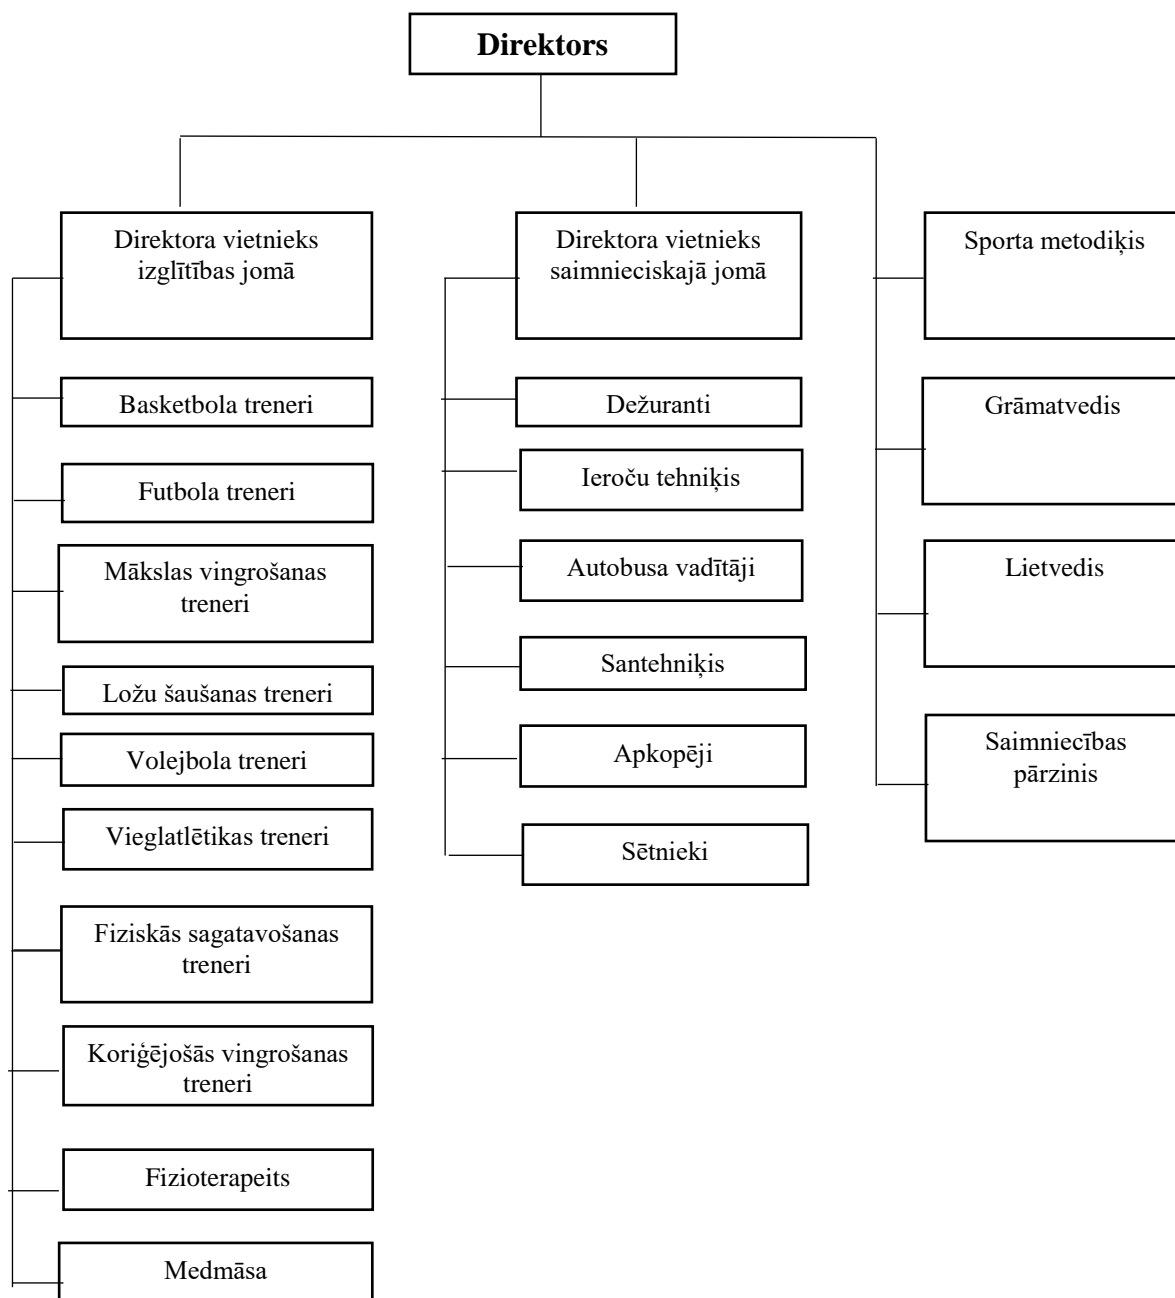 Direktors
Direktora vietnieks
izglītības jomā
Basketbola treneri
Futbola treneri
Mākslas vingrošanas
treneri
Ložu šaušanas treneri
Volejbola treneri
Vieglatlētikas treneri
Fiziskās sagatavošanas
treneri
Koriģējošās vingrošanas
treneri
Fizioterapeits
Medmāsa
Direktora vietnieks
saimnieciskajā jomā
Dežuranti
Ieroču tehniķis
Autobusa vadītāji
Santehniķis
Apkopēji
Sētnieki
Sporta metodiķis
Grāmatvedis
Lietvedis
Saimniecības
pārzinis